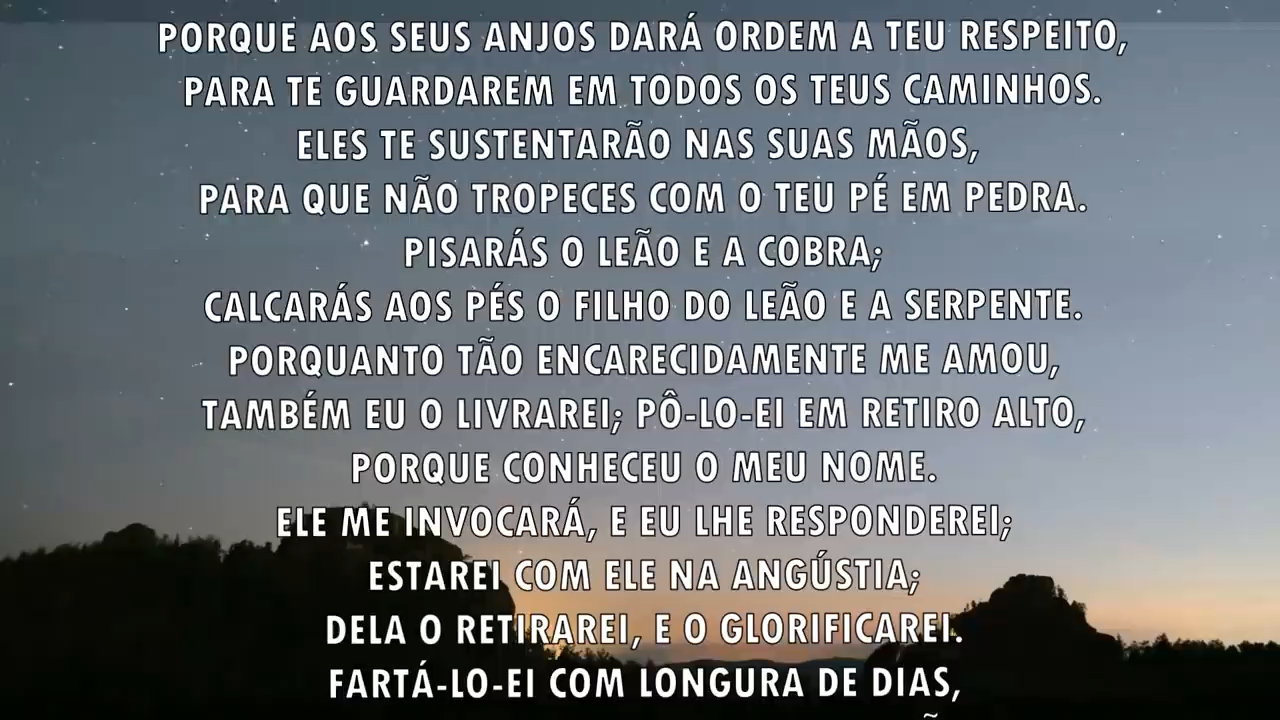 PORQUE AOS SEUS ANJOS DARÁ ORDEM A TEU RESPEITO,
PARA TE GUARDAREM EM TODOS OS TEUS CAMINHOS.
ELES TE SUSTENTARÃO NAS SUAS MÃOS,
PARA QUE NÃO TROPECES COM O TEU PÉ EM PEDRA.
PISARÁS O LEÃO E A COBRA;
CALCARÁS AOS PÉS O FILHO DO LEÃO E A SERPENTE.
PORQUANTO TÃO ENCARECIDAMENTE ME AMOU,
TAMBÉM EU O LIVRAREI; PÔ-LO-EI EM RETIRO ALTO,
PORQUE CONHECEU O MEU NOME.
ELE ME INVOCARÁ, E EU LHE RESPONDEREI;
ESTAREI COM ELE NA ANGÚSTIA;
DELA O RETIRAREI, E O GLORIFICAREI.
FARTÁ-LO-EI COM LONGURA DE DIAS,